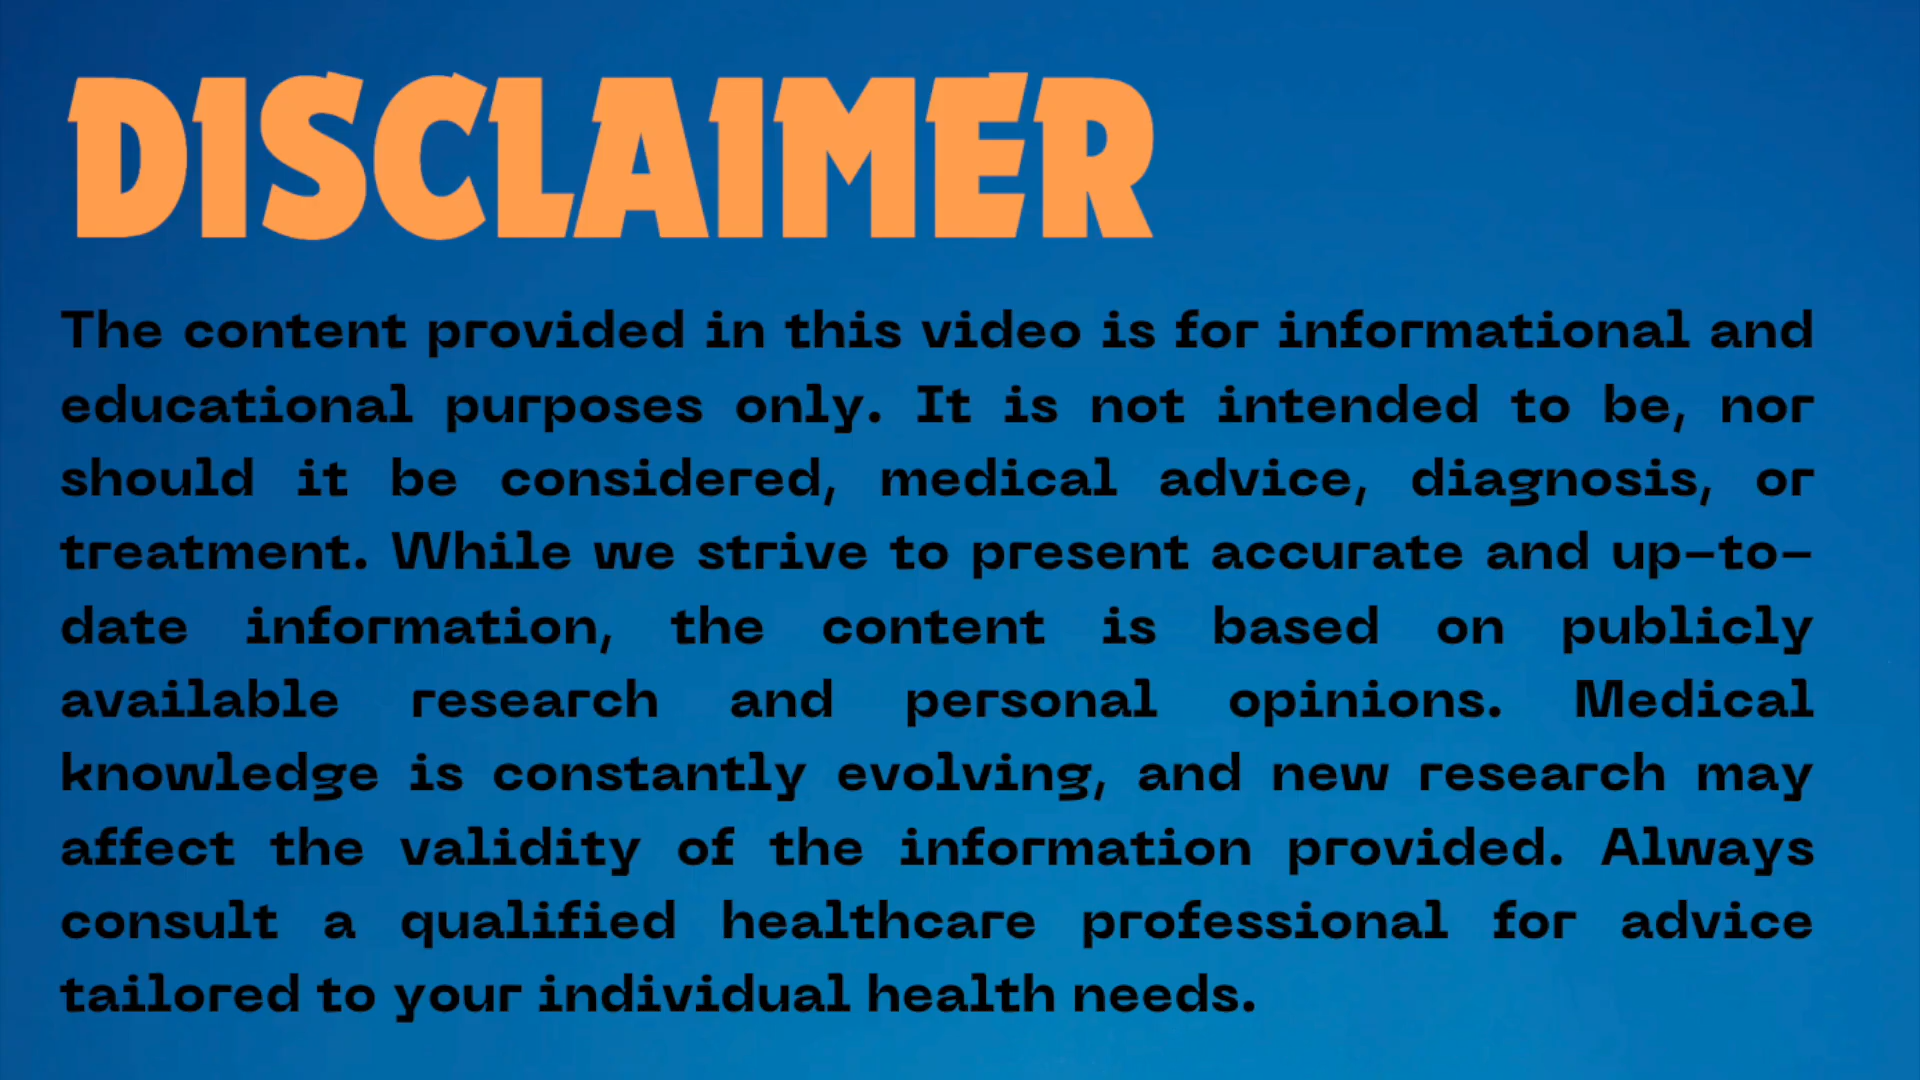 DISCLAIMER
The content provided in this video is for informational and
educational purposes only. It is not intended to be, nor
should it be considered, medical advice, diagnosis, or
treatment. While we strive to present accurate and up-to-
date information, the content is based on publicly
available research and personal opinions. Medical
knowledge is constantly evolving, and new research may
affect the validity of the information provided. Always
consult a qualified healthcare professional for advice
tailored to your individual health needs.